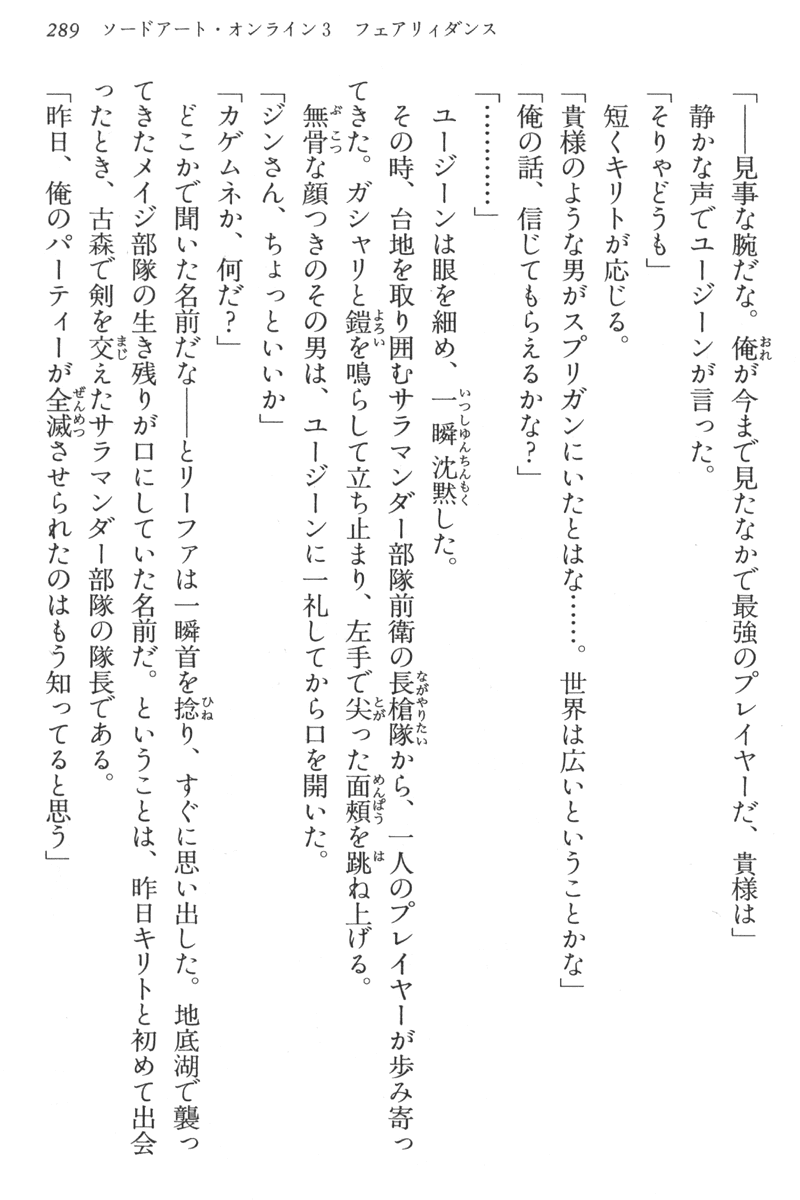 289 ソードアート・オンライン3 フェアリィダンス
「――見事な腕だな。俺が今まで見たなかで最強のプレイヤーだ、貴様は」
静かな声でユージーンが言った。
「そりゃどうも」
短くキリトが応じる。
「貴様のような男がスプリガンにいたとはな……。世界は広いということかな」
「俺の話、信じてもらえるかな?」
「…………」
ユージーンは眼を細め、一瞬沈黙した。
その時、台地を取り囲むサラマンダー部隊前衛の長槍隊から、一人のプレイヤーが歩み寄っ
てきた。ガシャリと鎧を鳴らして立ち止まり、左手で尖った面頰を跳ね上げる。
無骨な顔つきのその男は、ユージーンに一礼してから口を開いた。
「ジンさん、ちょっといいか」
「カゲムネか、何だ?」
どこかで聞いた名前だな――とリーファは一瞬首を捻り、すぐに思い出した。地底湖で襲っ
てきたメイジ部隊の生き残りが口にしていた名前だ。ということは、昨日キリトと初めて出会
ったとき、古森で剣を交えたサラマンダー部隊の隊長である。
「昨日、俺のパーティーが全滅させられたのはもう知ってると思う」